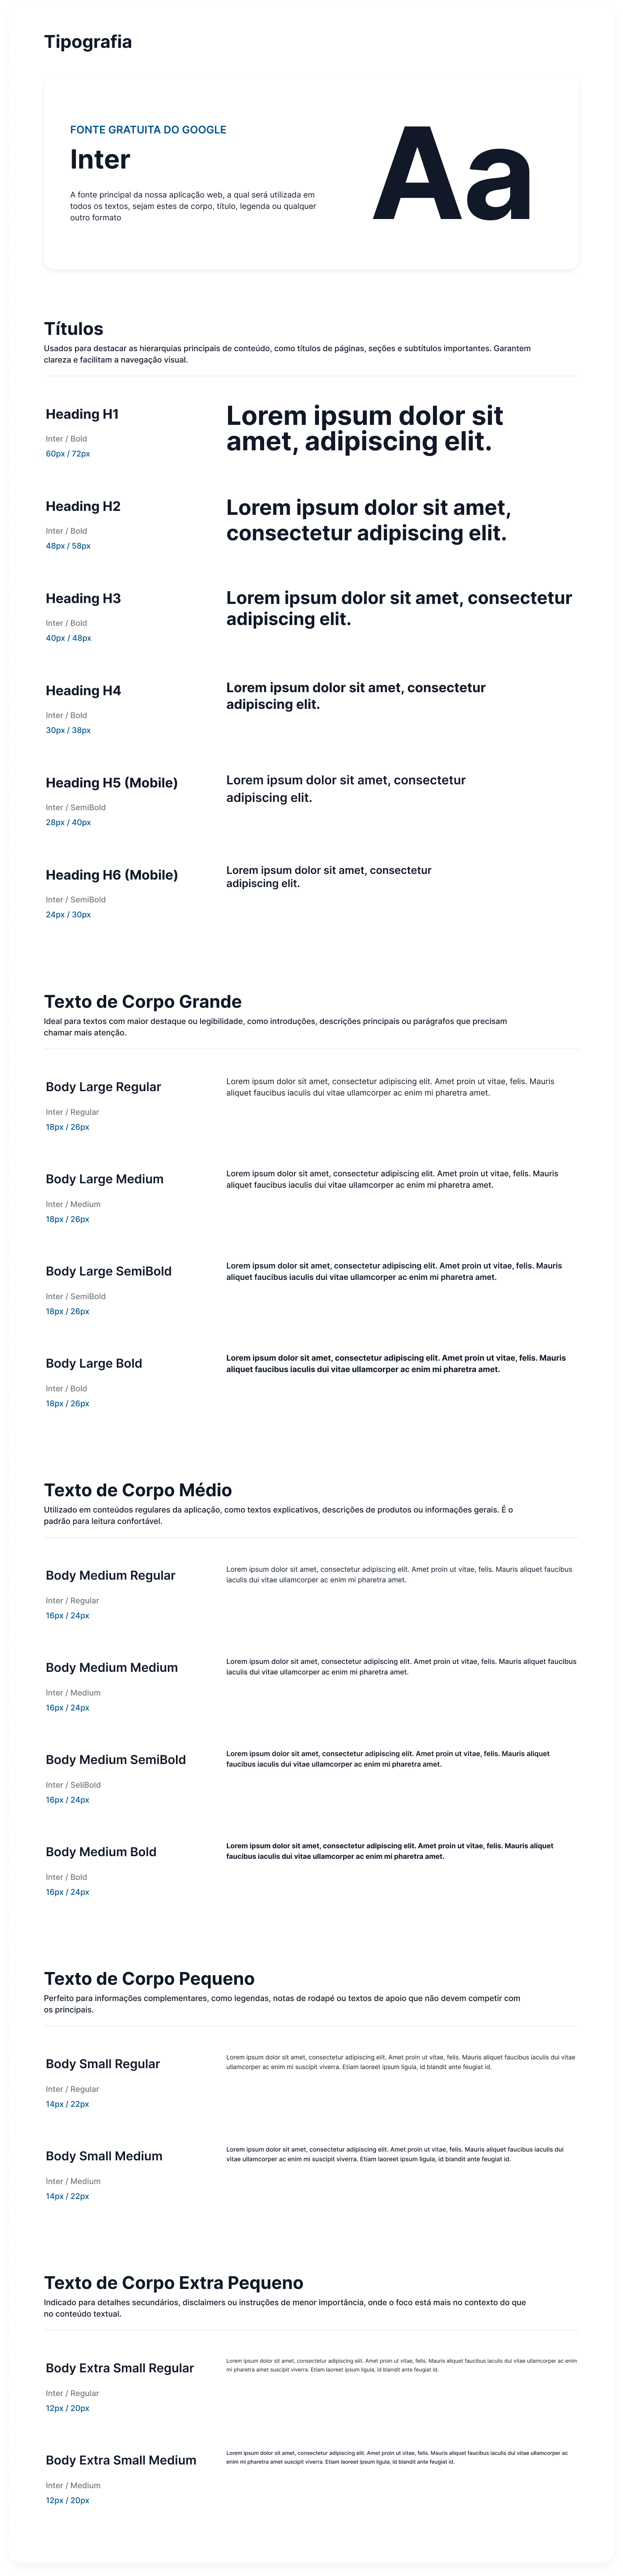 Tipografia
FONTE GRATUITA DO GOOGLE
Inter
A fonte principal da nossa aplicação web, a qual será utilizada em
todos os textos, sejam estes de corpo, título, legenda ou qualquer
outro formato
Aa
Títulos
Usados para destacar as hierarquias principais de conteúdo, como títulos de páginas, seções e subtítulos importantes. Garantem
clareza e facilitam a navegação visual.
Heading H1
Inter / Bold
60px / 72px
Lorem ipsum dolor sit
amet, adipiscing elit.
Heading H2
Inter / Bold
48px / 58px
Lorem ipsum dolor sit amet,
consectetur adipiscing elit.
Heading H3
Inter / Bold
40px / 48px
Lorem ipsum dolor sit amet, consectetur
adipiscing elit.
Heading H4
Inter / Bold
30px / 38px
Lorem ipsum dolor sit amet, consectetur
adipiscing elit.
Heading H5 (Mobile)
Inter / SemiBold
28px / 40px
Lorem ipsum dolor sit amet, consectetur
adipiscing elit.
Heading H6 (Mobile)
Inter / SemiBold
24px / 30px
Lorem ipsum dolor sit amet, consectetur
adipiscing elit.
Texto de Corpo Grande
Ideal para textos com maior destaque ou legibilidade, como introduções, descrições principais ou parágrafos que precisam
chamar mais atenção.
Body Large Regular
Inter / Regular
18px / 26px
Lorem ipsum dolor sit amet, consectetur adipiscing elit. Amet proin ut vitae, felis. Mauris
aliquet faucibus iaculis dui vitae ullamcorper ac enim mi pharetra amet.
Body Large Medium
Inter / Medium
18px / 26px
Lorem ipsum dolor sit amet, consectetur adipiscing elit. Amet proin ut vitae, felis. Mauris
aliquet faucibus iaculis dui vitae ullamcorper ac enim mi pharetra amet.
Body Large SemiBold
Inter / SemiBold
18px / 26px
Lorem ipsum dolor sit amet, consectetur adipiscing elit. Amet proin ut vitae, felis. Mauris
aliquet faucibus iaculis dui vitae ullamcorper ac enim mi pharetra amet.
Body Large Bold
Inter / Bold
18px / 26px
Lorem ipsum dolor sit amet, consectetur adipiscing elit. Amet proin ut vitae, felis. Mauris
aliquet faucibus iaculis dui vitae ullamcorper ac enim mi pharetra amet.
Texto de Corpo Médio
Utilizado em conteúdos regulares da aplicação, como textos explicativos, descrições de produtos ou informações gerais. É o
padrão para leitura confortável.
Body Medium Regular
Inter / Regular
16px / 24px
Lorem ipsum dolor sit amet, consectetur adipiscing elit. Amet proin ut vitae, felis. Mauris aliquet faucibus
iaculis dui vitae ullamcorper ac enim mi pharetra amet.
Body Medium Medium
Inter / Medium
16px / 24px
Lorem ipsum dolor sit amet, consectetur adipiscing elit. Amet proin ut vitae, felis. Mauris aliquet faucibus
iaculis dui vitae ullamcorper ac enim mi pharetra amet.
Body Medium SemiBold
Inter / SeliBold
16px / 24px
Lorem ipsum dolor sit amet, consectetur adipiscing elit. Amet proin ut vitae, felis. Mauris aliquet
faucibus iaculis dui vitae ullamcorper ac enim mi pharetra amet.
Body Medium Bold
Inter / Bold
16px / 24px
Lorem ipsum dolor sit amet, consectetur adipiscing elit. Amet proin ut vitae, felis. Mauris aliquet
faucibus iaculis dui vitae ullamcorper ac enim mi pharetra amet.
Texto de Corpo Pequeno
Perfeito para informações complementares, como legendas, notas de rodapé ou textos de apoio que não devem competir com
os principais.
Body Small Regular
Inter / Regular
14px / 22px
Lorem ipsum dolor sit amet, consectetur adipiscing elit. Amet proin ut vitae, felis. Mauris aliquet faucibus iaculis dui vitae
ullamcorper ac enim mi suscipit viverra. Etiam laoreet ipsum ligula, id blandit ante feugiat id.
Body Small Medium
Inter / Medium
14px / 22px
Lorem ipsum dolor sit amet, consectetur adipiscing elit. Amet proin ut vitae, felis. Mauris aliquet faucibus iaculis dui
vitae ullamcorper ac enim mi suscipit viverra. Etiam laoreet ipsum ligula, id blandit ante feugiat id.
Texto de Corpo Extra Pequeno
Indicado para detalhes secundários, disclaimers ou instruções de menor importância, onde o foco está mais no contexto do que
no conteúdo textual.
Body Extra Small Regular
Inter / Regular
12px / 20px
Lorem ipsum dolor sit amet, consectetur adipiscing elit. Amet proin ut vitae, felis. Mauris aliquet faucibus iaculis dui vitae ullamcorper ac enim
mi pharetra amet suscipit viverra. Etiam laoreet ipsum ligula, id blandit ante feugiat id.
Body Extra Small Medium
Inter / Medium
12px / 20px
Lorem ipsum dolor sit amet, consectetur adipiscing elit. Amet proin ut vitae, felis. Mauris aliquet faucibus iaculis dui vitae ullamcorper ac
enim mi pharetra amet suscipit viverra. Etiam laoreet ipsum ligula, id blandit ante feugiat id.